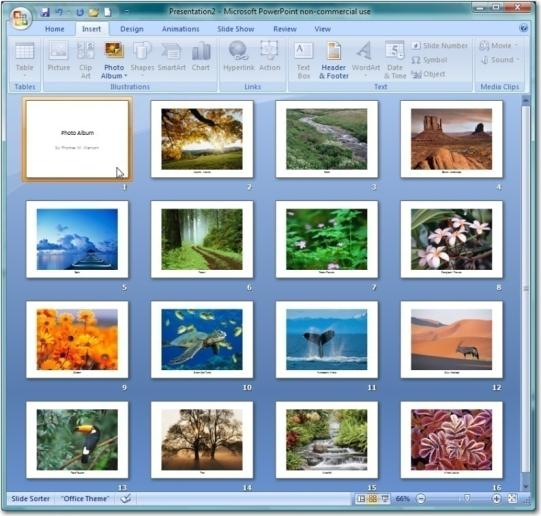 Presentation2 - Microsoft PowerPoint non-commercial use
Home Insert Design Animations Slide Show Review View
Table Picture Clip Art Photo Album Shapes SmartArt Chart Hyperlink Action Text Box Header & Footer WordArt Date & Time Slide Number Symbol Object Movie Sound
Tables Illustrations Links Text Media Clips
Photo Album
1 2 3 4
5 6 7 8
9 10 11 12
13 14 15 16
Slide Sorter "Office Theme" 66%